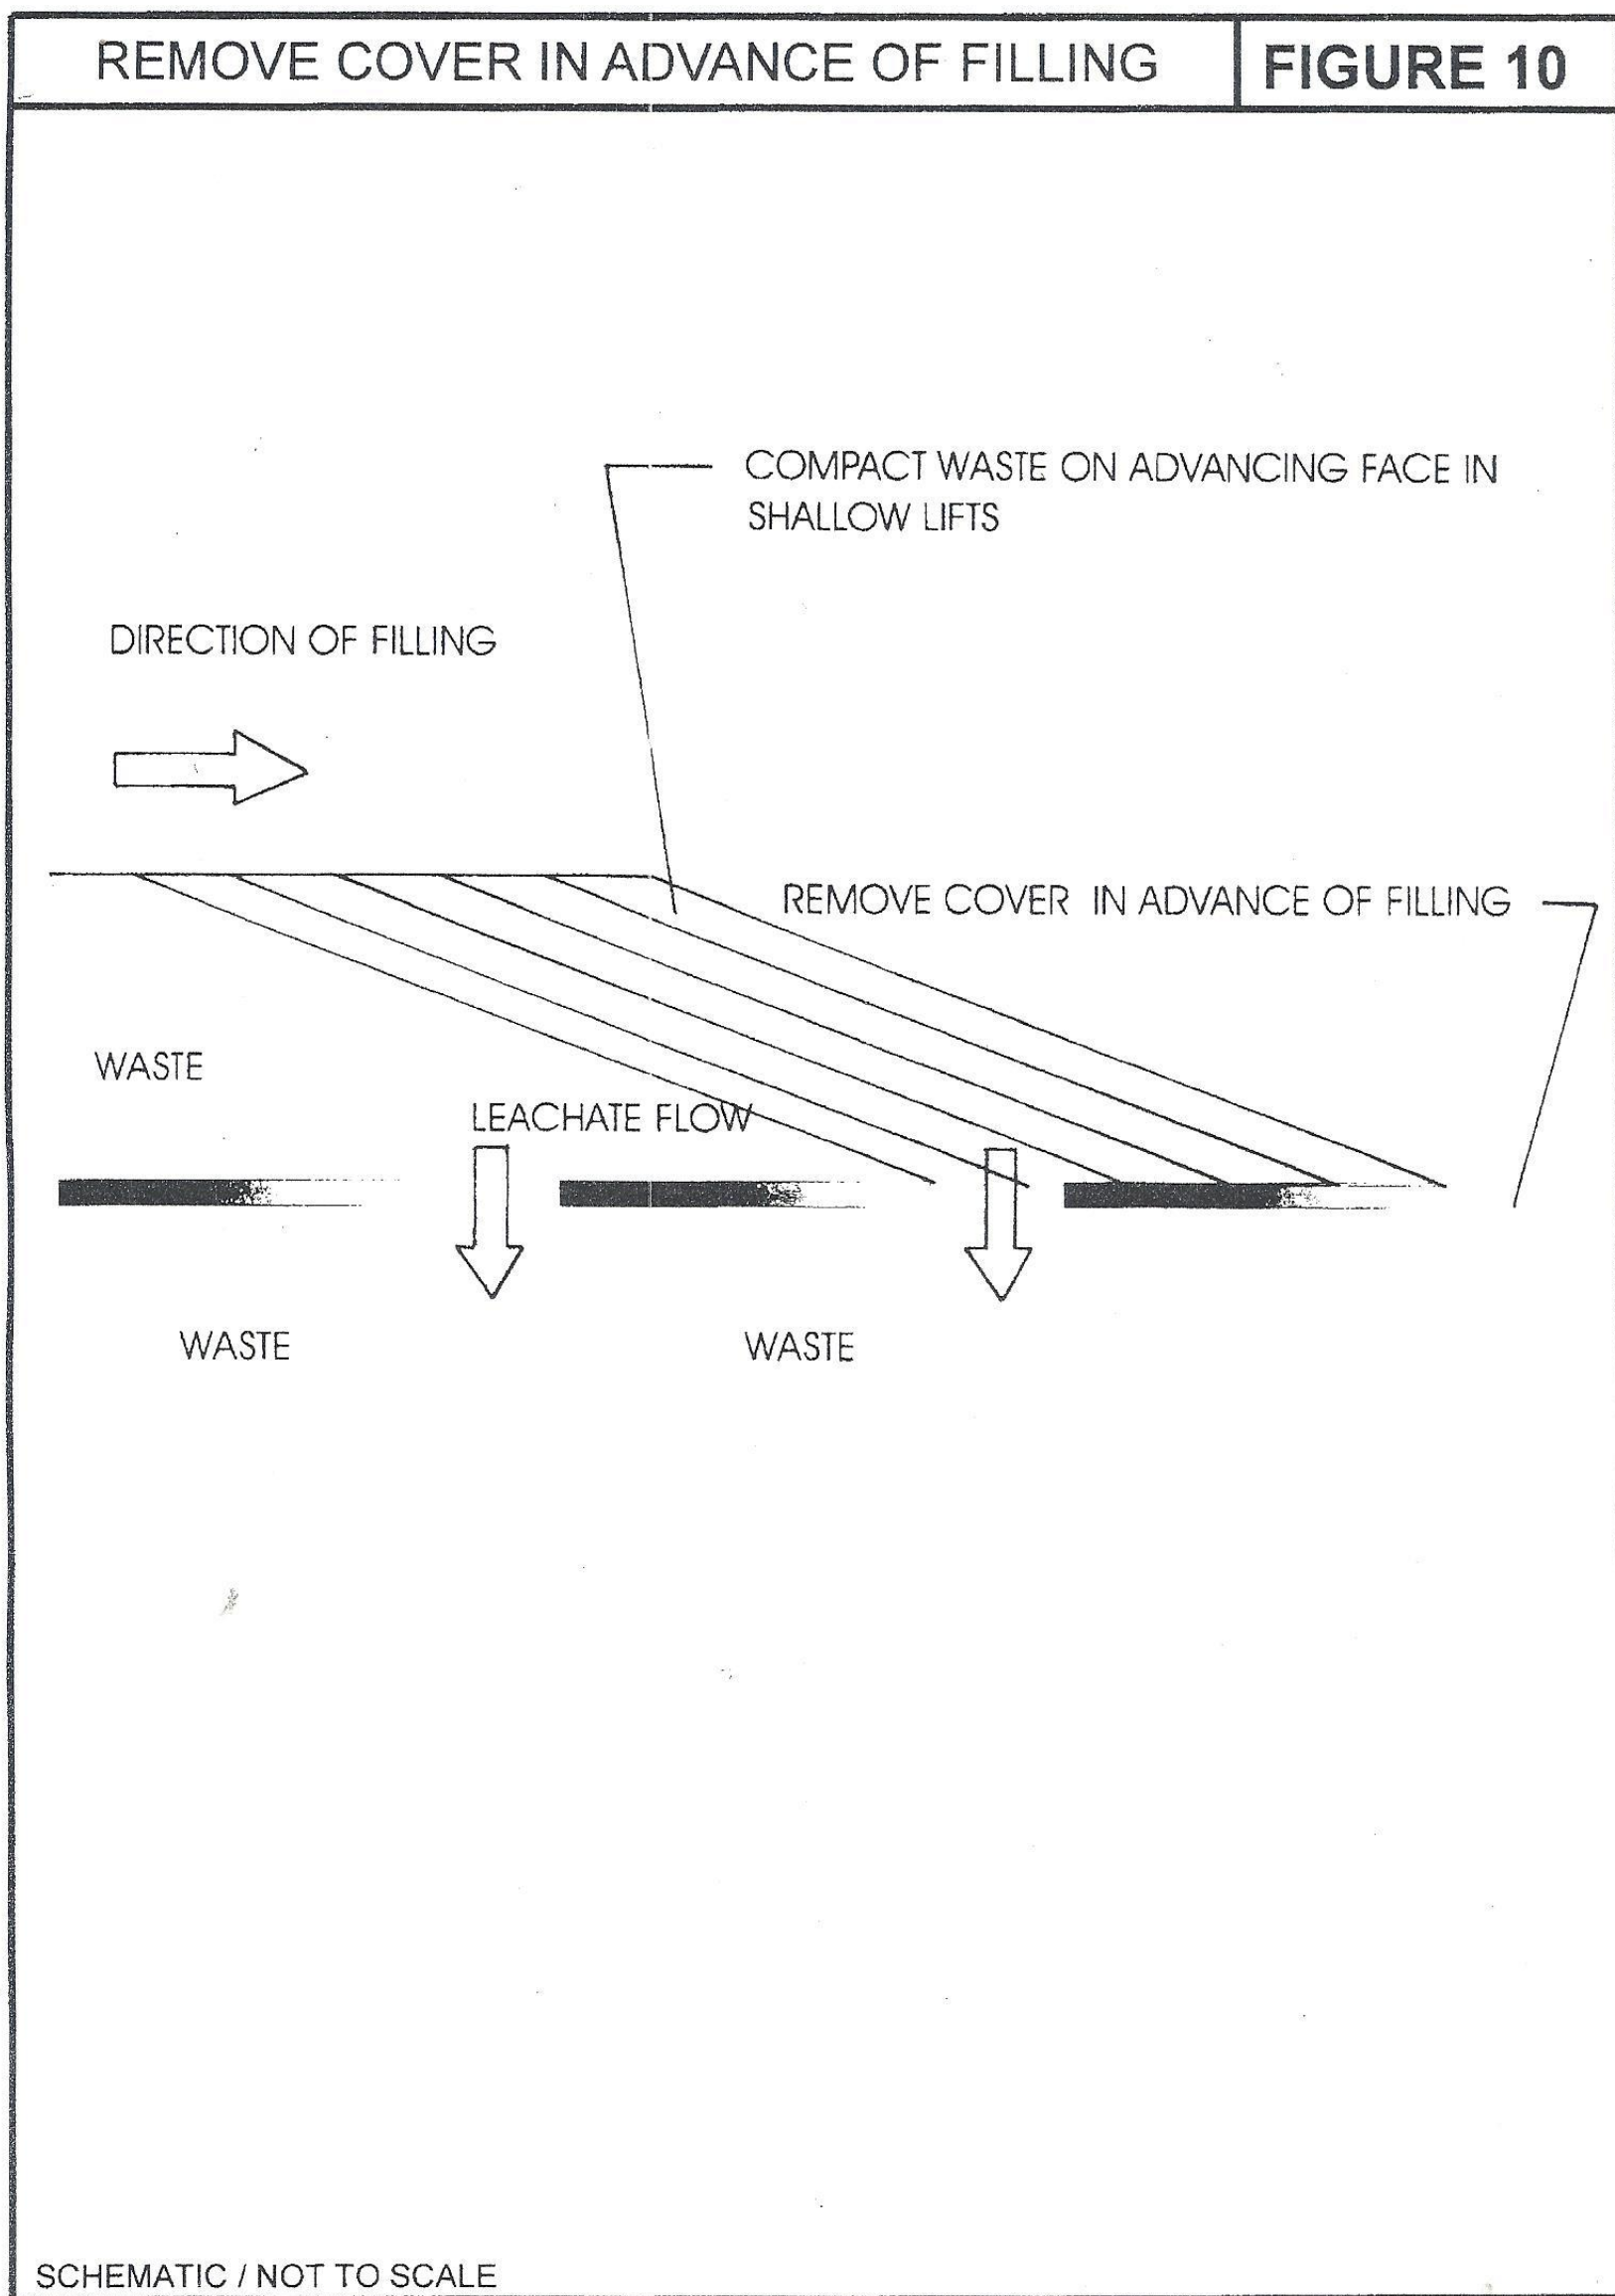 REMOVE COVER IN ADVANCE OF FILLING
FIGURE 10
COMPACT WASTE ON ADVANCING FACE IN
SHALLOW LIFTS
DIRECTION OF FILLING
REMOVE COVER IN ADVANCE OF FILLING
WASTE
LEACHATE FLOW
WASTE
WASTE
SCHEMATIC / NOT TO SCALE